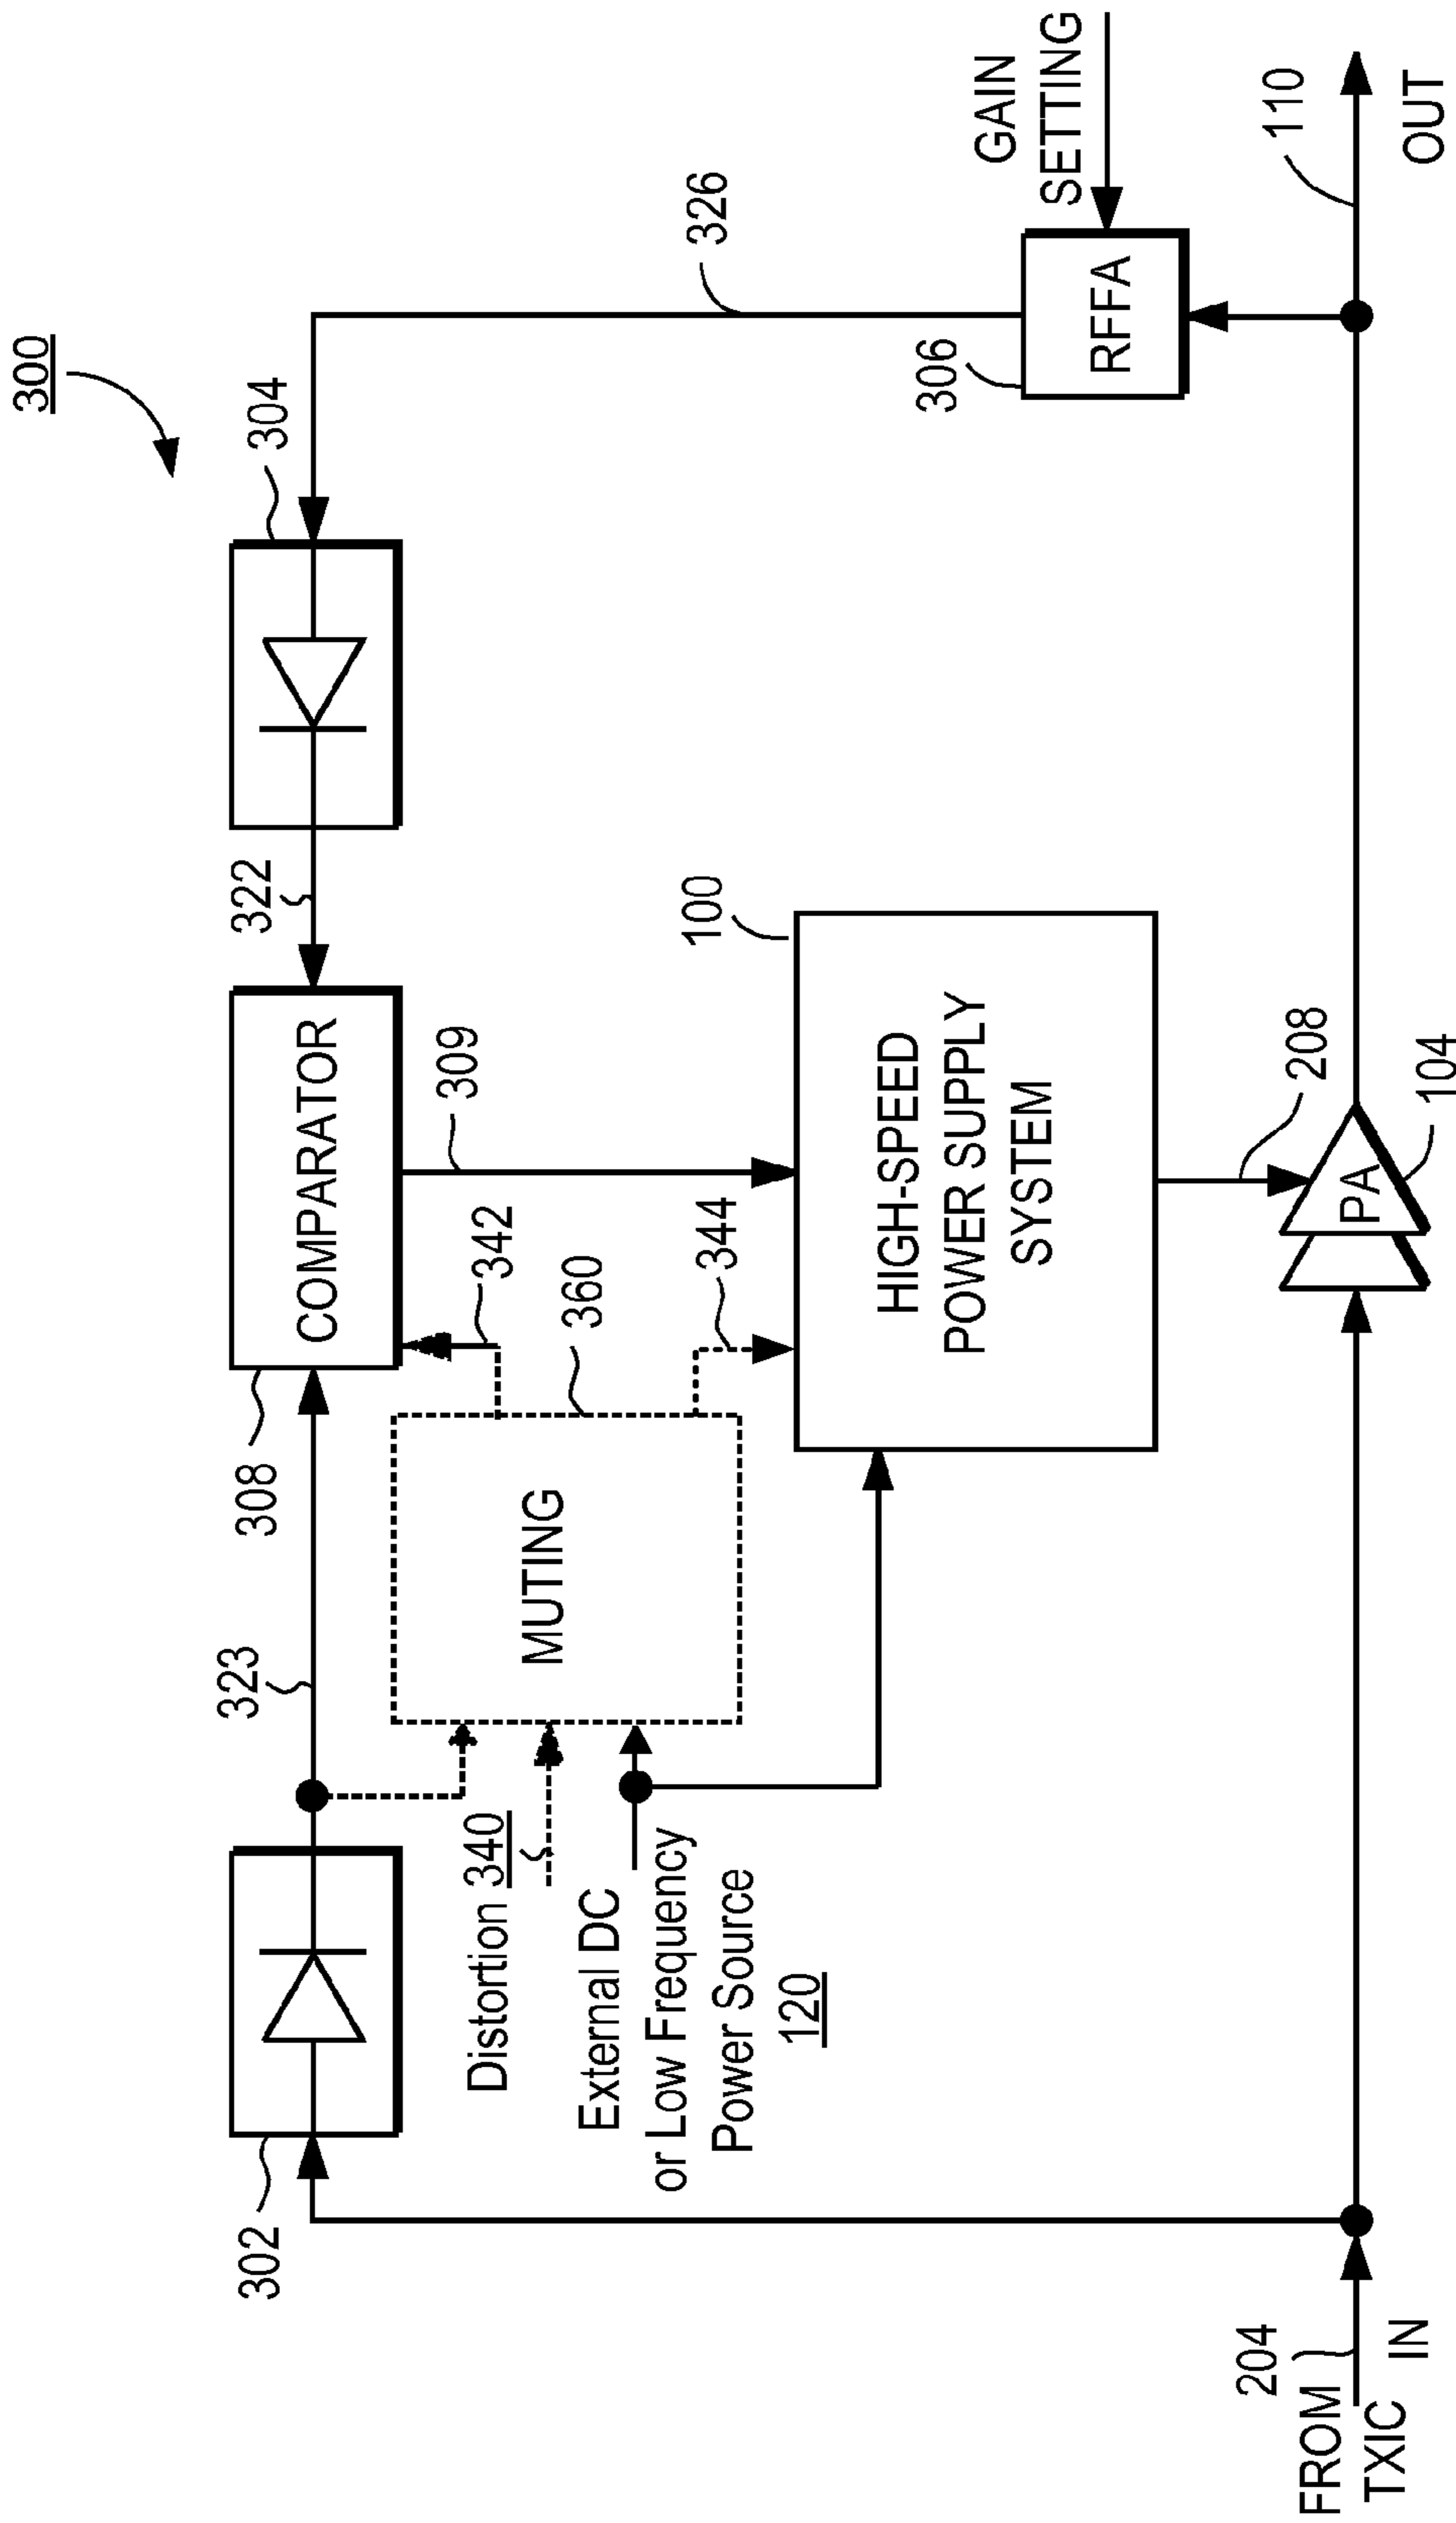 300
302
323
308
COMPARATOR
322
304
309
342
326
Distortion 340
MUTING
360
344
External DC
or Low Frequency
Power Source
120
100
HIGH-SPEED
POWER SUPPLY
SYSTEM
306
RFFA
GAIN
SETTING
208
PA
104
110
OUT
204
FROM
TXIC
IN